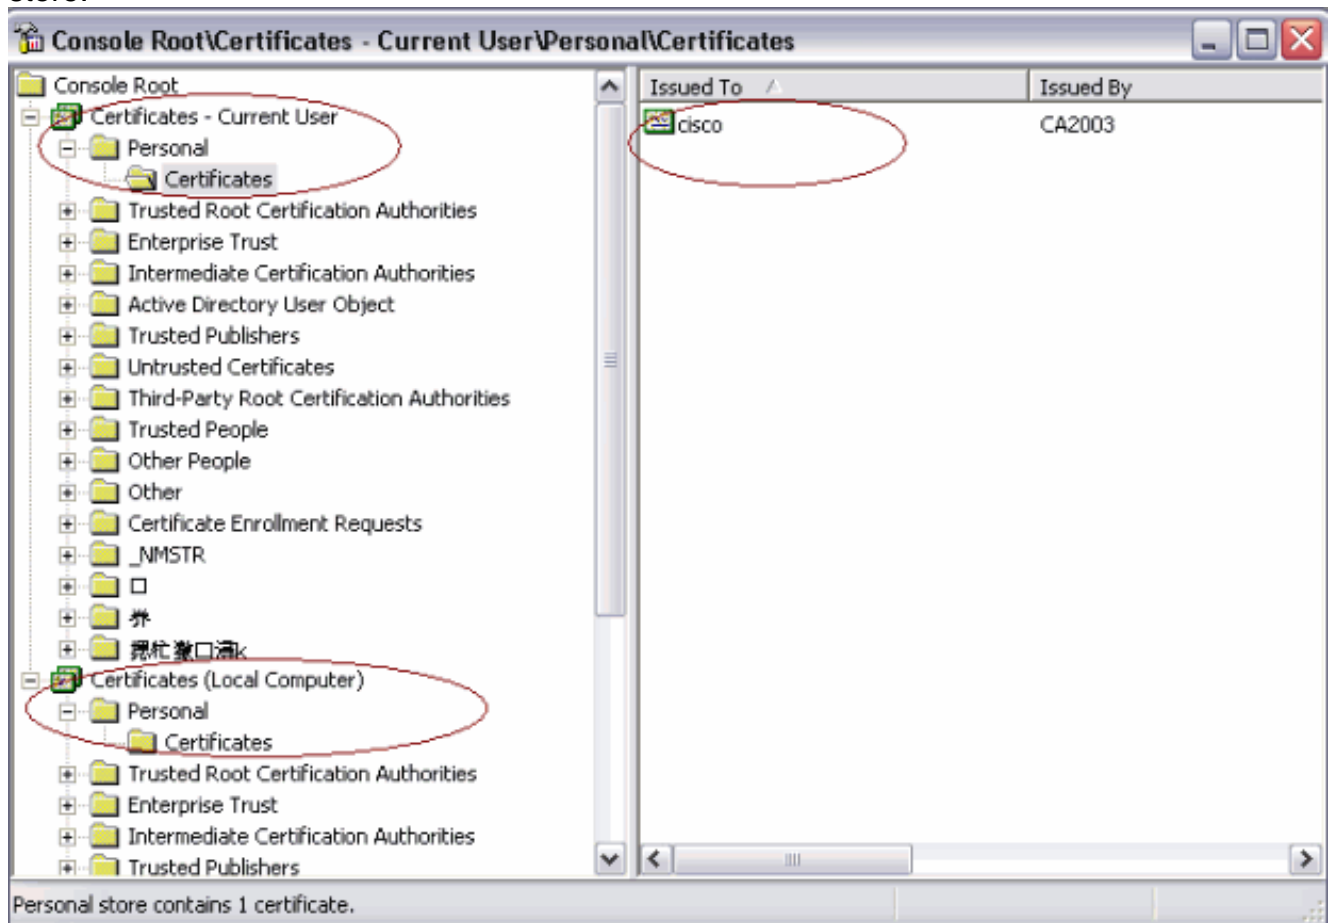 Console Root\Certificates - Current User\Personal\Certificates
Console Root
Certificates - Current User
Personal
Certificates
Trusted Root Certification Authorities
Enterprise Trust
Intermediate Certification Authorities
Active Directory User Object
Trusted Publishers
Untrusted Certificates
Third-Party Root Certification Authorities
Trusted People
Other People
Other
Certificate Enrollment Requests
_NMSTR
Certificates (Local Computer)
Personal
Certificates
Trusted Root Certification Authorities
Enterprise Trust
Intermediate Certification Authorities
Trusted Publishers
Issued To Issued By
cisco CA2003
Personal store contains 1 certificate.